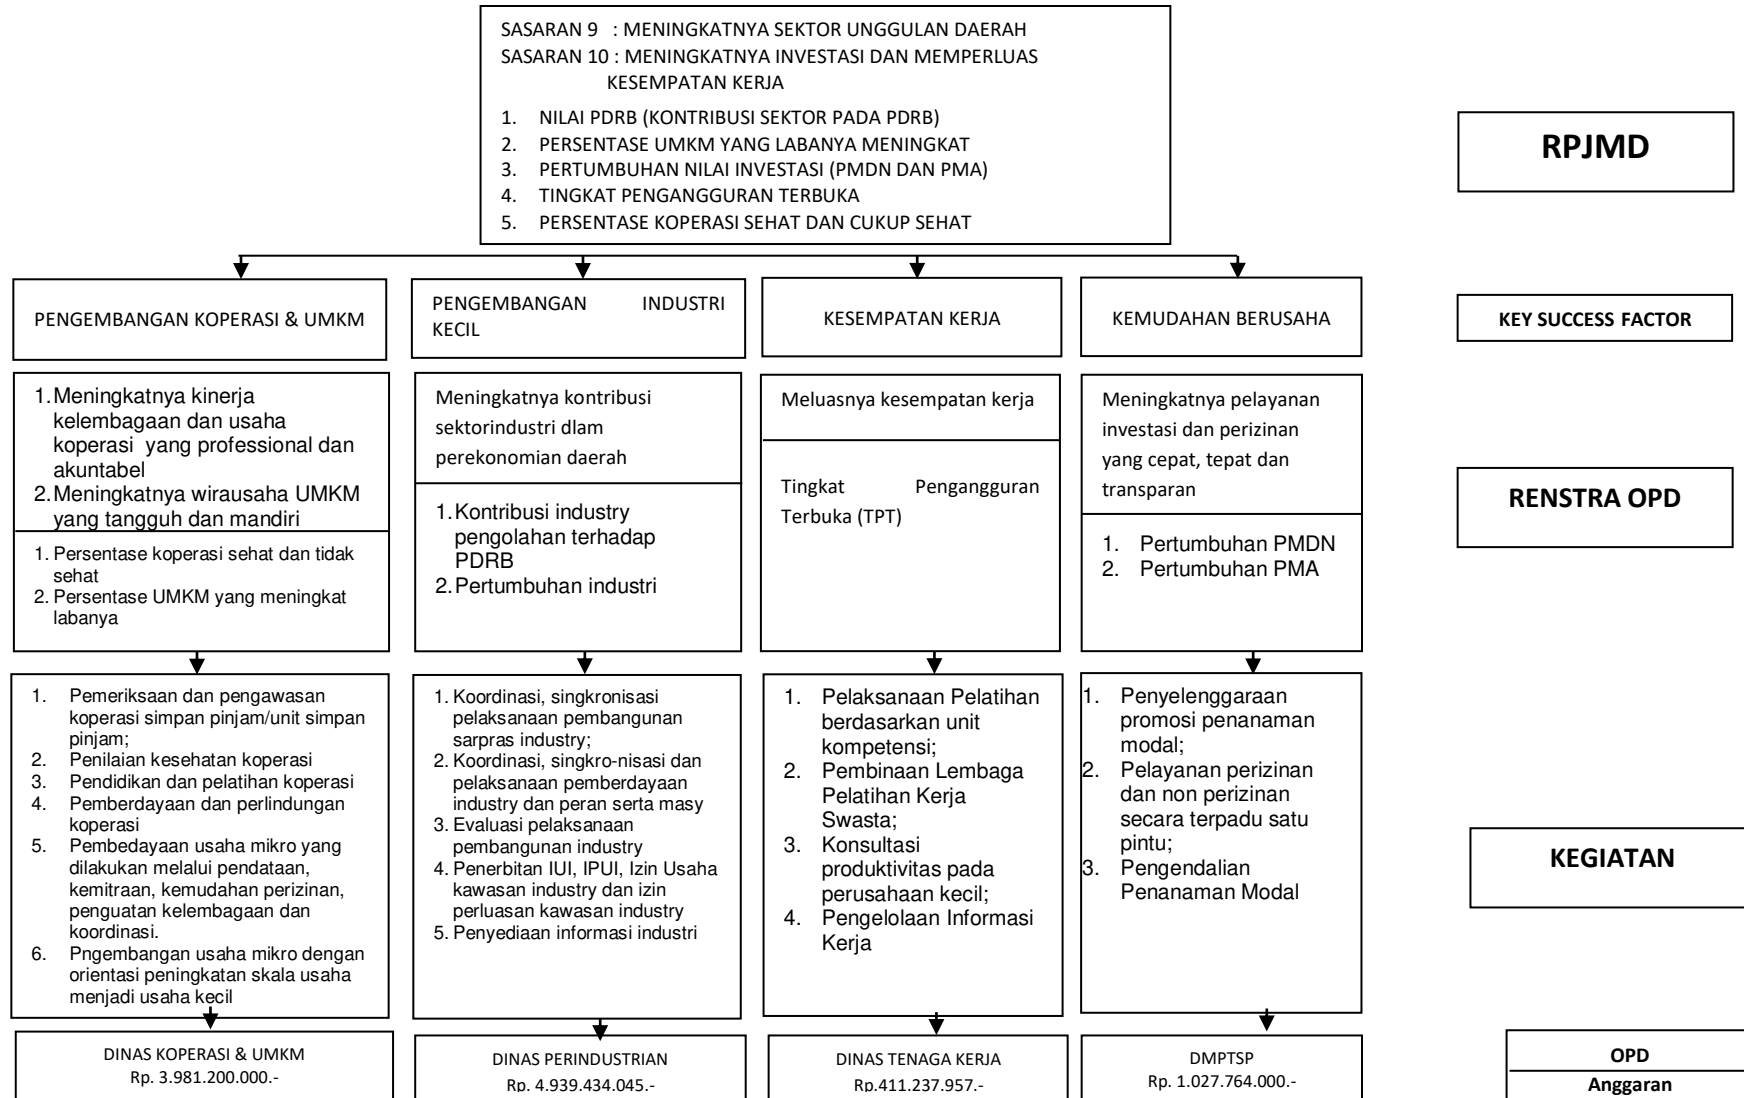 SASARAN 9 : MENINGKATNYA SEKTOR UNGGULAN DAERAH
SASARAN 10 : MENINGKATNYA INVESTASI DAN MEMPERLUAS
KESEMPATAN KERJA
1. NILAI PDRB (KONTRIBUSI SEKTOR PADA PDRB)
2. PERSENTASE UMKM YANG LABANYA MENINGKAT
3. PERTUMBUHAN NILAI INVESTASI (PMDN DAN PMA)
4. TINGKAT PENGANGGURAN TERBUKA
5. PERSENTASE KOPERASI SEHAT DAN CUKUP SEHAT
RPJMD
PENGEMBANGAN KOPERASI & UMKM
PENGEMBANGAN INDUSTRI
KECIL
KESEMPATAN KERJA
KEMUDAHAN BERUSAHA
KEY SUCCESS FACTOR
1. Meningkatnya kinerja
kelembagaan dan usaha
koperasi yang professional dan
akuntabel
2. Meningkatnya wirausaha UMKM
yang tangguh dan mandiri
1. Persentase koperasi sehat dan tidak
sehat
2. Persentase UMKM yang meningkat
labanya
Meningkatnya kontribusi
sektorindustri dlam
perekonomian daerah
1. Kontribusi industry
pengolahan terhadap
PDRB
2. Pertumbuhan industri
Meluasnya kesempatan kerja
Tingkat Pengangguran
Terbuka (TPT)
Meningkatnya pelayanan
investasi dan perizinan
yang cepat, tepat dan
transparan
1. Pertumbuhan PMDN
2. Pertumbuhan PMA
RENSTRA OPD
1. Pemeriksaan dan pengawasan
koperasi simpan pinjam/unit simpan
pinjam;
2. Penilaian kesehatan koperasi
3. Pendidikan dan pelatihan koperasi
4. Pemberdayaan dan perlindungan
koperasi
5. Pembedayaan usaha mikro yang
dilakukan melalui pendataan,
kemitraan, kemudahan perizinan,
penguatan kelembagaan dan
koordinasi.
6. Pngembangan usaha mikro dengan
orientasi peningkatan skala usaha
menjadi usaha kecil
1. Koordinasi, singkronisasi
pelaksanaan pembangunan
sarpras industry;
2. Koordinasi, singkro-nisasi dan
pelaksanaan pemberdayaan
industry dan peran serta masy
3. Evaluasi pelaksanaan
pembangunan industry
4. Penerbitan IUI, IPUI, Izin Usaha
kawasan industry dan izin
perluasan kawasan industry
5. Penyediaan informasi industri
1. Pelaksanaan Pelatihan
berdasarkan unit
kompetensi;
2. Pembinaan Lembaga
Pelatihan Kerja
Swasta;
3. Konsultasi
produktivitas pada
perusahaan kecil;
4. Pengelolaan Informasi
Kerja
1. Penyelenggaraan
promosi penanaman
modal;
2. Pelayanan perizinan
dan non perizinan
secara terpadu satu
pintu;
3. Pengendalian
Penanaman Modal
KEGIATAN
DINAS KOPERASI & UMKM
Rp. 3.981.200.000.-
DINAS PERINDUSTRIAN
Rp. 4.939.434.045.-
DINAS TENAGA KERJA
Rp.411.237.957.-
DMPTSP
Rp. 1.027.764.000.-
OPD
Anggaran